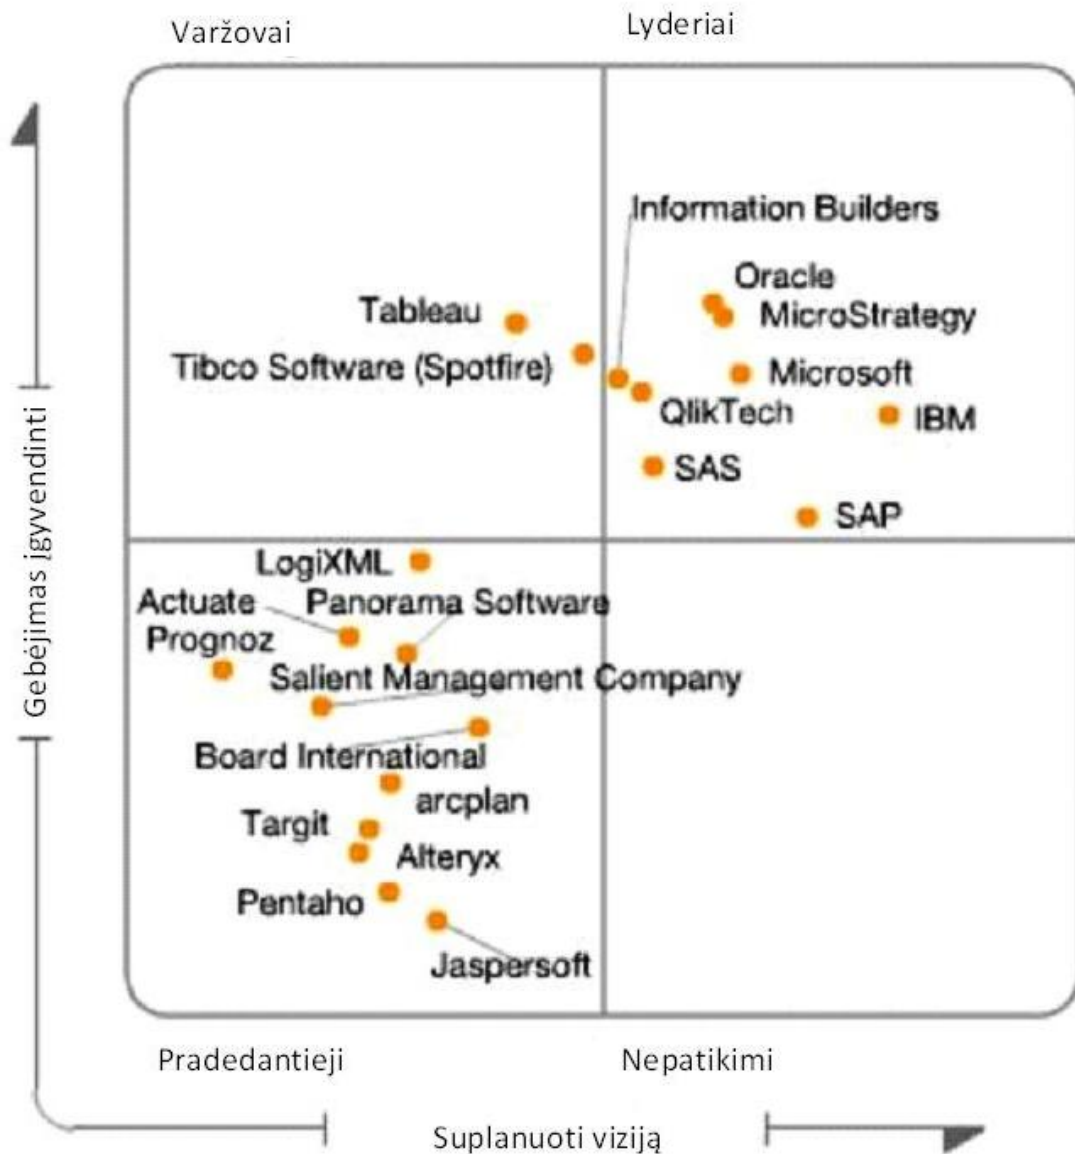 Varžovai
Lyderiai
Information Builders
Oracle
Tableau
MicroStrategy
Tibco Software (Spotfire)
Microsoft
QlikTech
IBM
SAS
SAP
Gebėjimas įgyvendinti
LogiXML
Actuate
Panorama Software
Prognoz
Salient Management Company
Board International
arcplan
Targit
Alteryx
Pentaho
Jaspersoft
Pradedantieji
Nepatikimi
Suplanuoti viziją